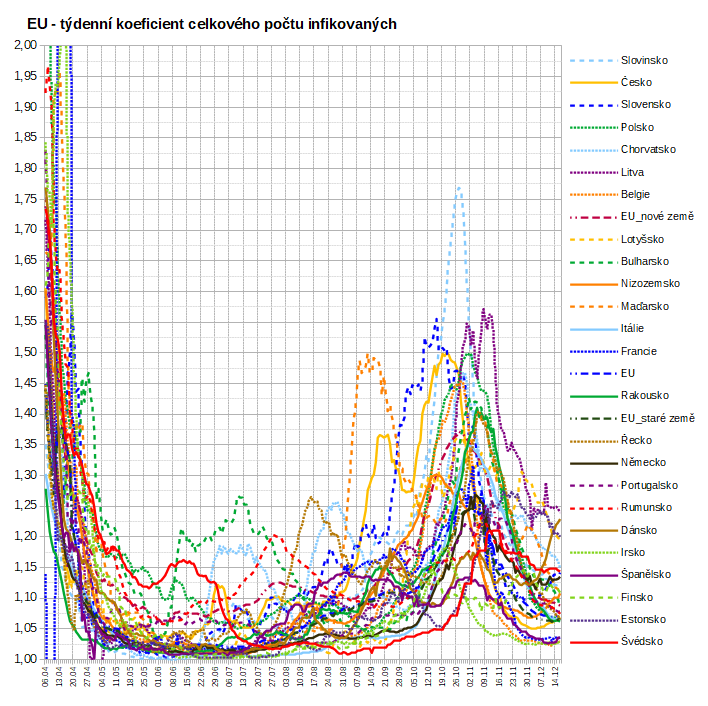 EU - týdenní koeficient celkového počtu infikovaných
2,00
1,95
1,90
1,85
1,80
1,75
1,70
1,65
1,60
1,55
1,50
1,45
1,40
1,35
1,30
1,25
1,20
1,15
1,10
1,05
1,00
06.04
13.04
20.04
27.04
04.05
11.05
18.05
25.05
01.06
08.06
15.06
22.06
29.06
06.07
13.07
20.07
27.07
03.08
10.08
17.08
24.08
31.08
07.09
14.09
21.09
28.09
05.10
12.10
19.10
26.10
02.11
09.11
16.11
23.11
30.11
07.12
14.12
Slovinsko
Česko
Slovensko
Polsko
Chorvatsko
Litva
Belgie
EU_nové země
Lotyšsko
Bulharsko
Nizozemsko
Maďarsko
Itálie
Francie
EU
Rakousko
EU_staré země
Řecko
Německo
Portugalsko
Rumunsko
Dánsko
Irsko
Španělsko
Finsko
Estonsko
Švédsko